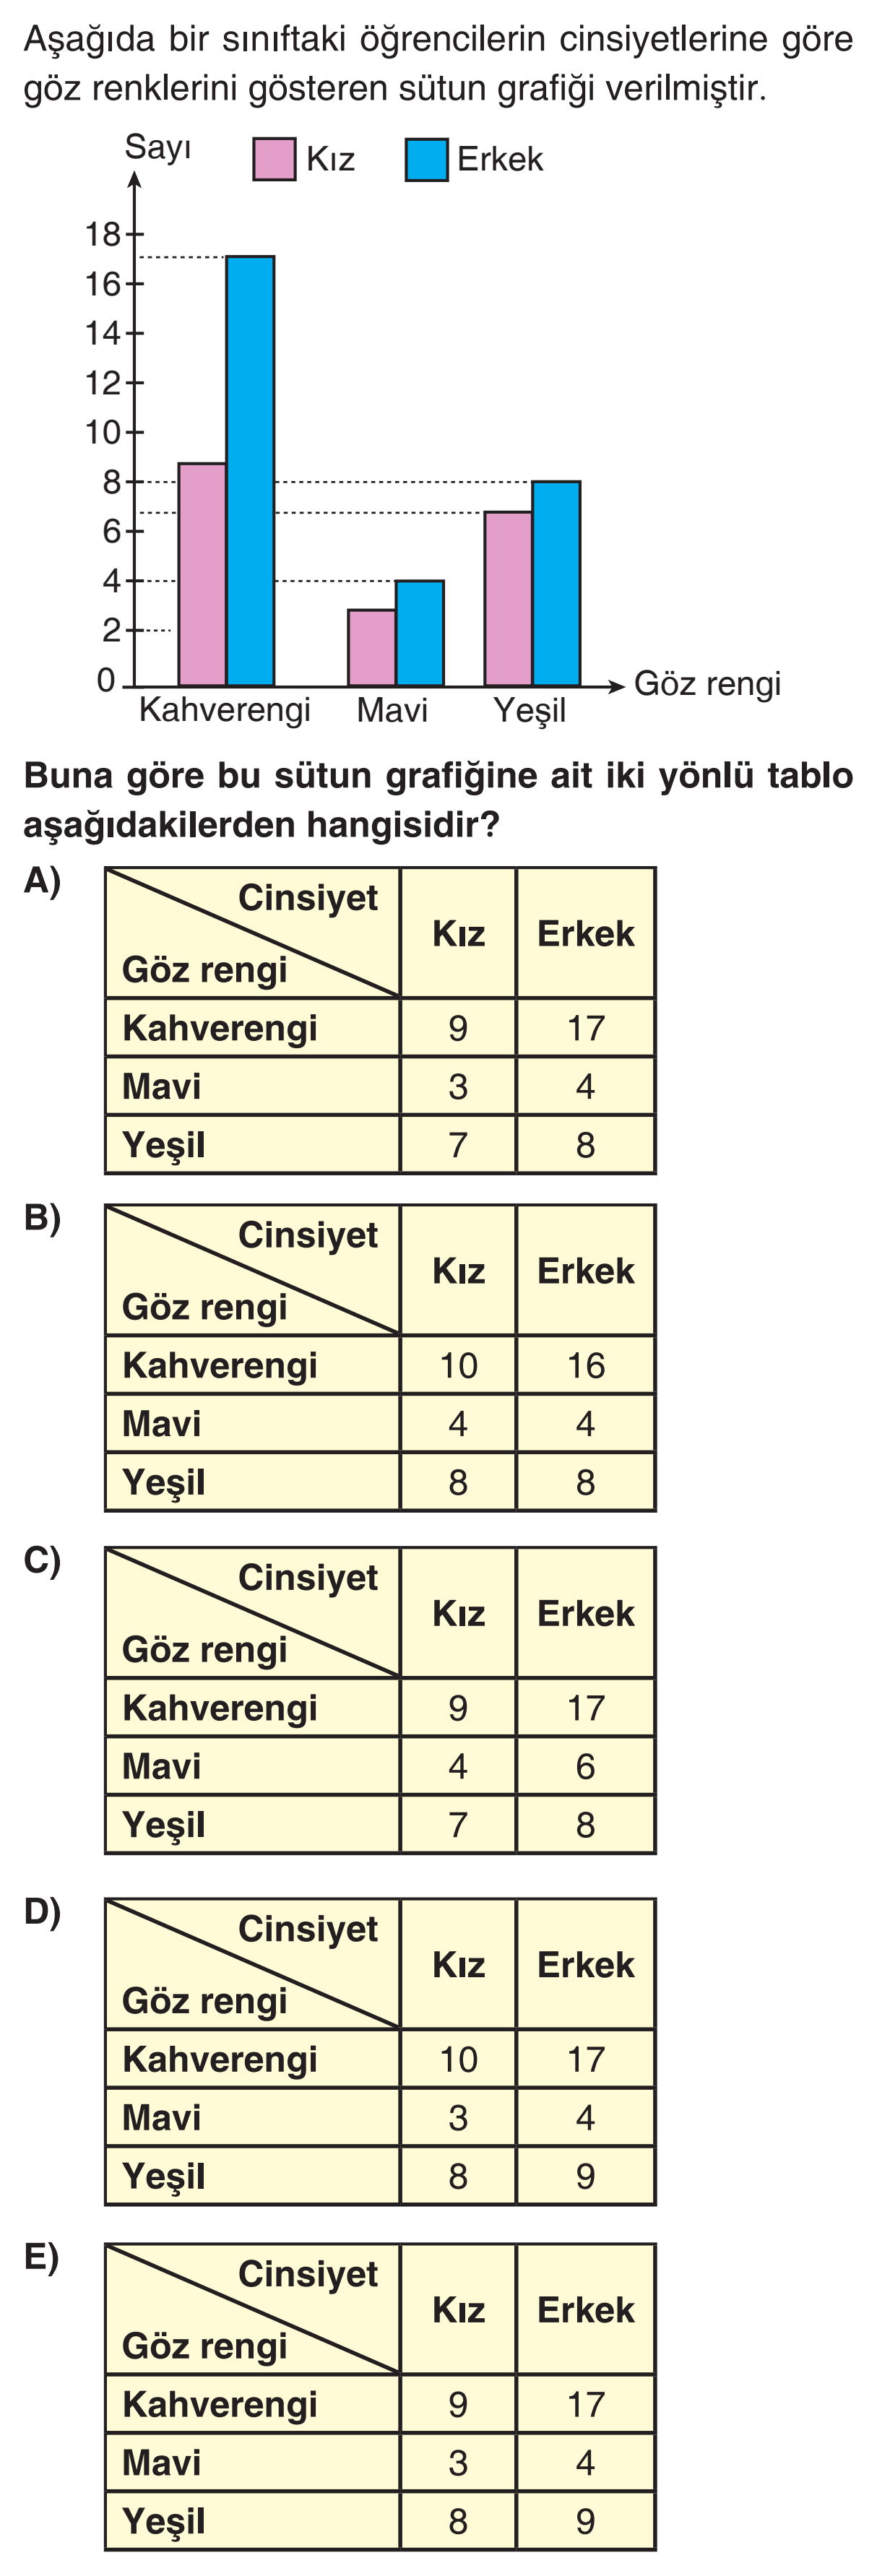 Aşağıda bir sınıftaki öğrencilerin cinsiyetlerine göre
göz renklerini gösteren sütun grafiği verilmiştir.
Sayı
Kız
Erkek
18
16
14
12
10
8
6
4
2
0
Göz rengi
Kahverengi Mavi Yeşil
Buna göre bu sütun grafiğine ait iki yönlü tablo
aşağıdakilerden hangisidir?
A)
Cinsiyet
Göz rengi
Kız Erkek
Kahverengi 9 17
Mavi 3 4
Yeşil 7 8
B)
Cinsiyet
Göz rengi
Kız Erkek
Kahverengi 10 16
Mavi 4 4
Yeşil 8 8
C)
Cinsiyet
Göz rengi
Kız Erkek
Kahverengi 9 17
Mavi 4 6
Yeşil 7 8
D)
Cinsiyet
Göz rengi
Kız Erkek
Kahverengi 10 17
Mavi 3 4
Yeşil 8 9
E)
Cinsiyet
Göz rengi
Kız Erkek
Kahverengi 9 17
Mavi 3 4
Yeşil 8 9